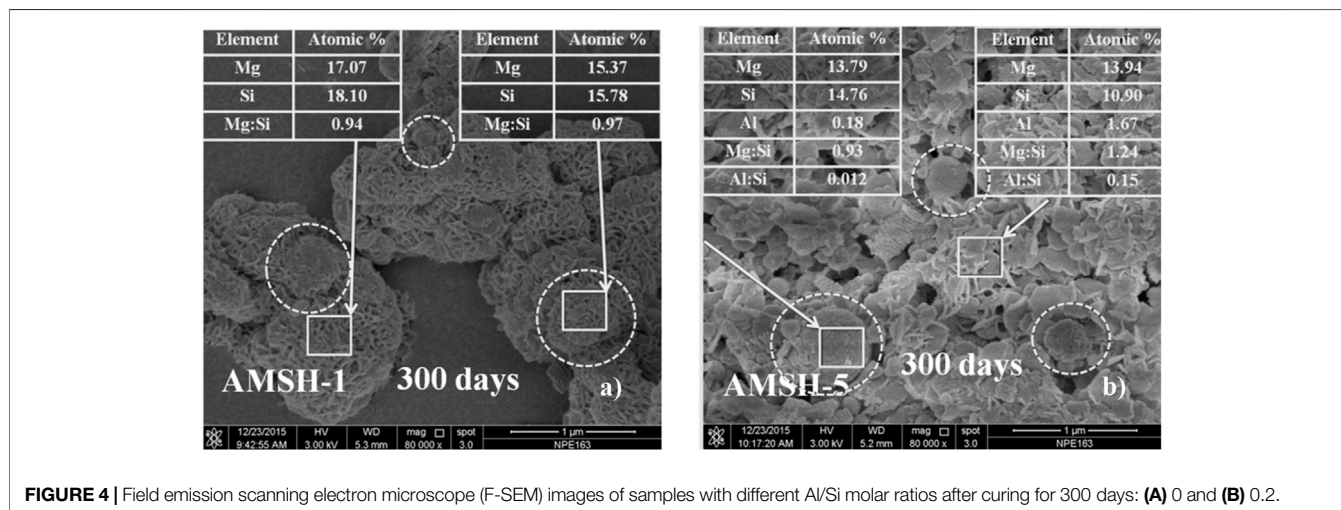 Element Atomic %
Mg 17.07
Si 18.10
Mg:Si 0.94
Element Atomic %
Mg 15.37
Si 15.78
Mg:Si 0.97
AMSH-1 300 days a)
12/23/2015 HV WD mag □ spot 1 μm
9:42:55 AM 3.00 kV 5.3 mm 80 000 x 3.0 NPE163
Element Atomic %
Mg 13.79
Si 14.76
Al 0.18
Mg:Si 0.93
Al:Si 0.012
Element Atomic %
Mg 13.94
Si 10.90
Al 1.67
Mg:Si 1.24
Al:Si 0.15
AMSH-5 300 days b)
12/23/2015 HV WD mag □ spot 1 μm
10:17:20 AM 3.00 kV 5.2 mm 80 000 x 3.0 NPE163
FIGURE 4 | Field emission scanning electron microscope (F-SEM) images of samples with different Al/Si molar ratios after curing for 300 days: (A) 0 and (B) 0.2.